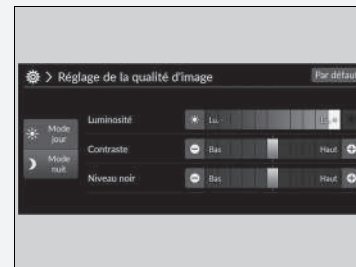 > Réglage de la qualité d'image
Par défaut
Luminosité
Lu.-
Mode jour
Contraste
Bas
Haut
Mode nuit
Niveau noir
Bas
Haut